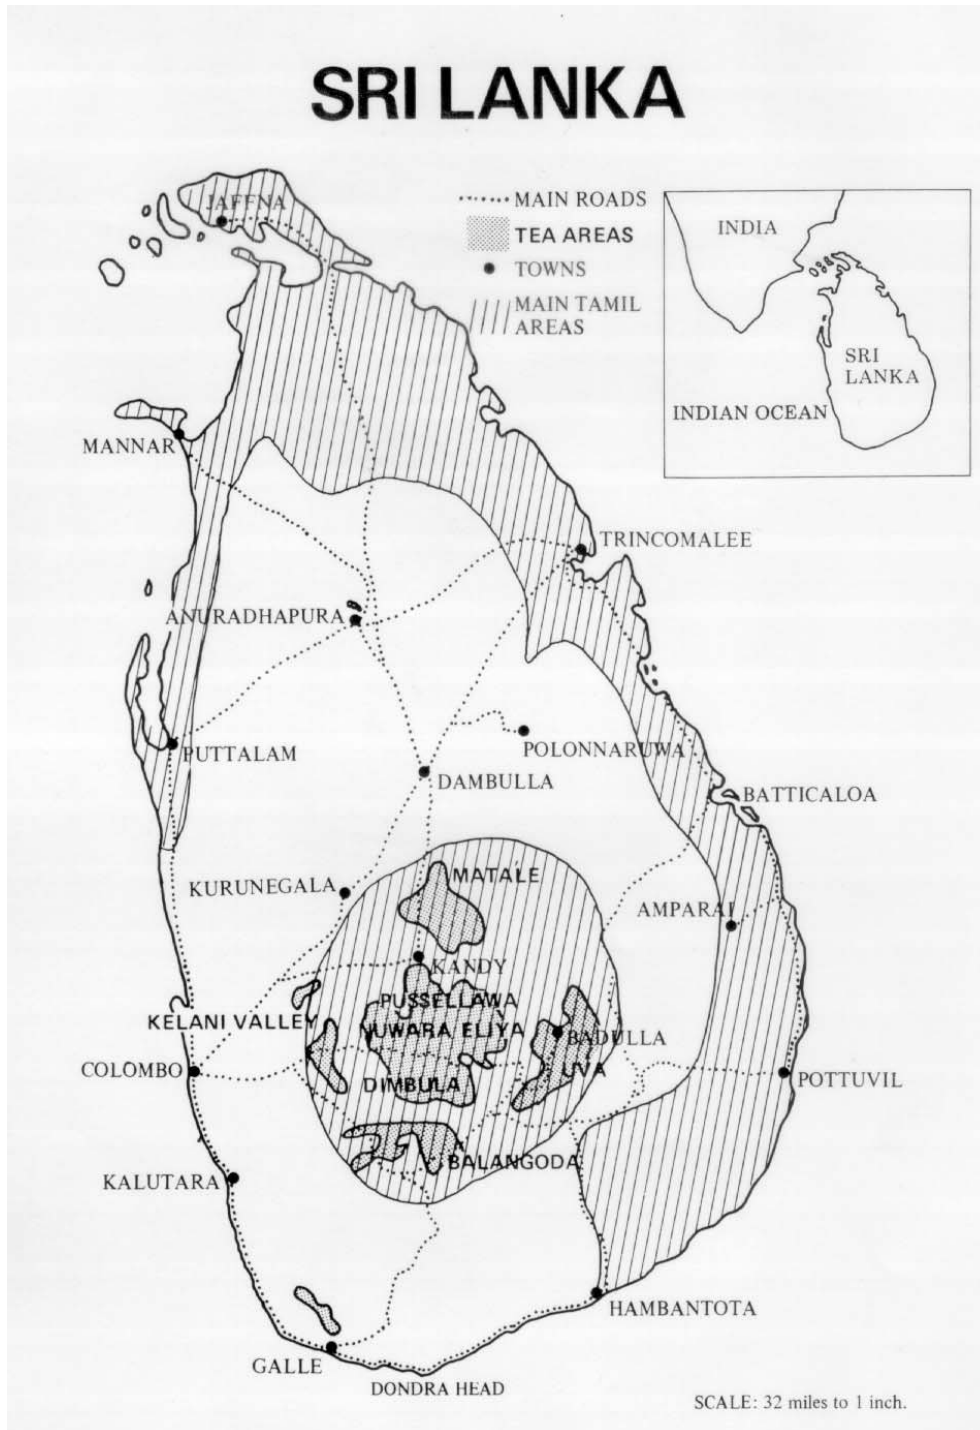 SRI LANKA
JAFFNA
MAIN ROADS
TEA AREAS
TOWNS
MAIN TAMIL
AREAS
INDIA
SRI
LANKA
INDIAN OCEAN
MANNAR
TRINCOMALEE
ANURADHAPURA
POLONNARUWA
PUTTALAM
DAMBULLA
BATTICALOA
MATALE
KURUNEGALA
AMPARAI
KANDY
PUSSELLAWA
KELANI VALLEY
NUWARA ELIYA
BADULLA
UVA
COLOMBO
DIMBULA
POTTUVIL
BALANGODA
KALUTARA
HAMBANTOTA
GALLE
DONDRA HEAD
SCALE: 32 miles to 1 inch.